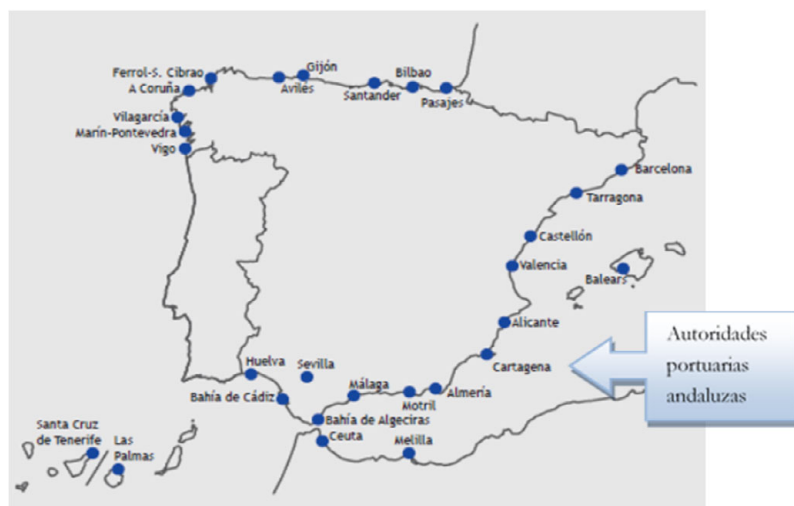 Gijón
Ferrol-S. Cibrao
Bilbao
A Coruña
Avilés
Santander
Pasajes
Vilagarcía
Marín-Pontevedra
Vigo
Barcelona
Tarragona
Castellón
Valencia
Balears
Alicante
Autoridades
portuarias
andaluzas
Cartagena
Huelva
Sevilla
Málaga
Almería
Bahía de Cádiz
Motril
Bahía de Algeciras
Ceuta
Melilla
Santa Cruz
de Tenerife
Las
Palmas